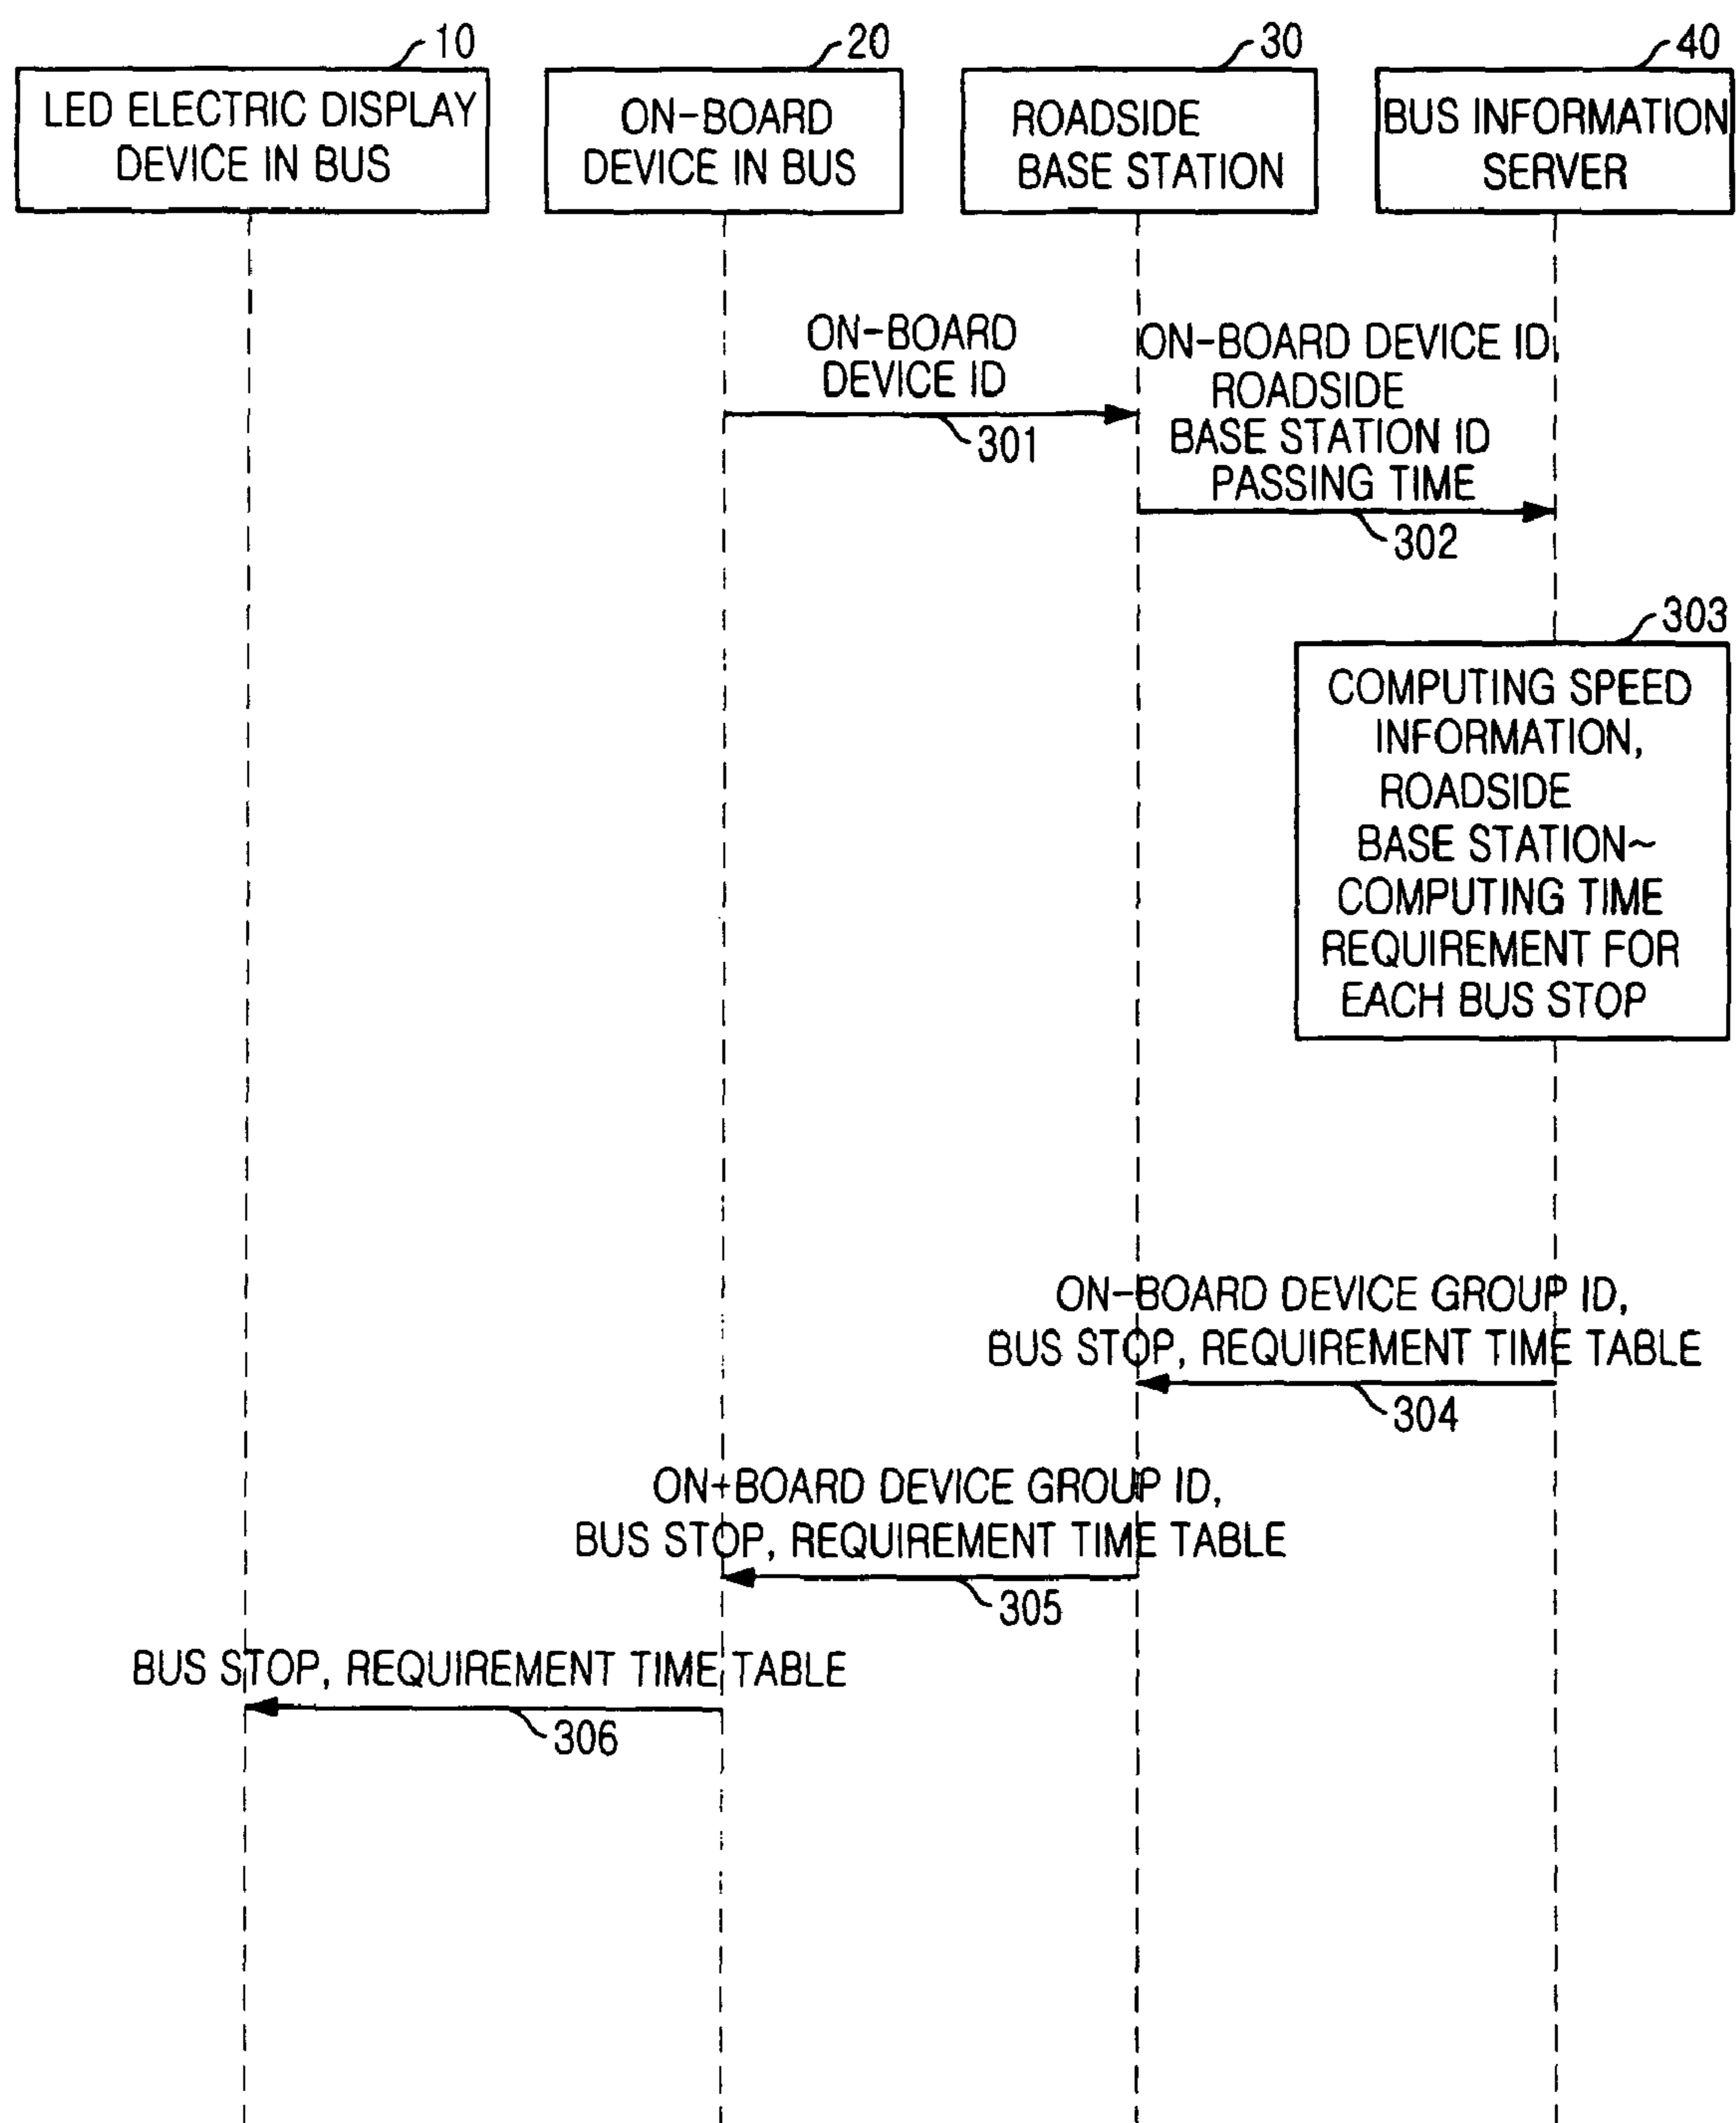 10
20
30
40
LED ELECTRIC DISPLAY
DEVICE IN BUS
ON-BOARD
DEVICE IN BUS
ROADSIDE
BASE STATION
BUS INFORMATION
SERVER
ON-BOARD
DEVICE ID
301
ON-BOARD DEVICE ID,
ROADSIDE
BASE STATION ID
PASSING TIME
302
303
COMPUTING SPEED
INFORMATION,
ROADSIDE
BASE STATION~
COMPUTING TIME
REQUIREMENT FOR
EACH BUS STOP
ON-BOARD DEVICE GROUP ID,
BUS STOP, REQUIREMENT TIME TABLE
304
ON-BOARD DEVICE GROUP ID,
BUS STOP, REQUIREMENT TIME TABLE
305
BUS STOP, REQUIREMENT TIME TABLE
306